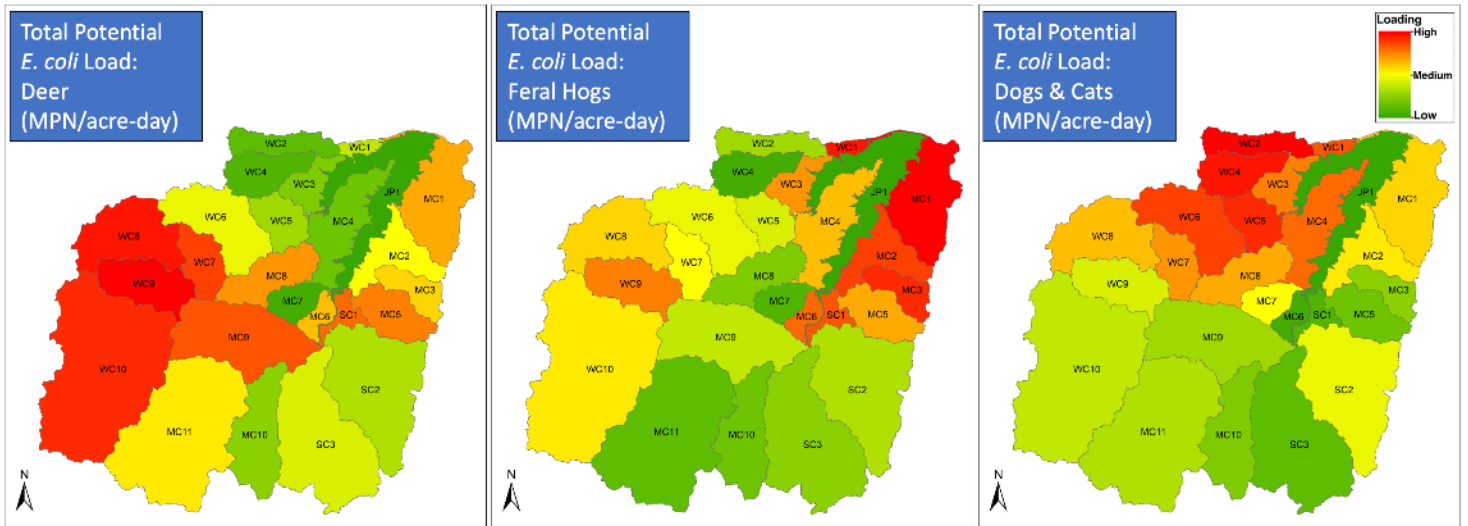 Total Potential
E. coli Load:
Deer
(MPN/acre-day)
WC2
WC1
WC4
WC3
JP1
MC1
WC6
WC5
MC4
WC8
WC7
MC2
MC8
WC9
MC3
MC7
MC6
SC1
MC5
MC9
WC10
SC2
MC11
MC10
SC3
N
Total Potential
E. coli Load:
Feral Hogs
(MPN/acre-day)
WC2
WC1
WC4
WC3
JP1
MC1
WC6
WC5
MC4
WC8
WC7
MC2
MC8
WC9
MC3
MC7
MC6
SC1
MC5
MC9
WC10
SC2
MC11
MC10
SC3
N
Total Potential
E. coli Load:
Dogs & Cats
(MPN/acre-day)
Loading
High
Medium
Low
WC2
WC1
WC4
WC3
JP1
MC1
WC6
WC5
MC4
WC8
WC7
MC2
MC8
WC9
MC3
MC7
MC6
SC1
MC5
MC9
WC10
SC2
MC11
MC10
SC3
N